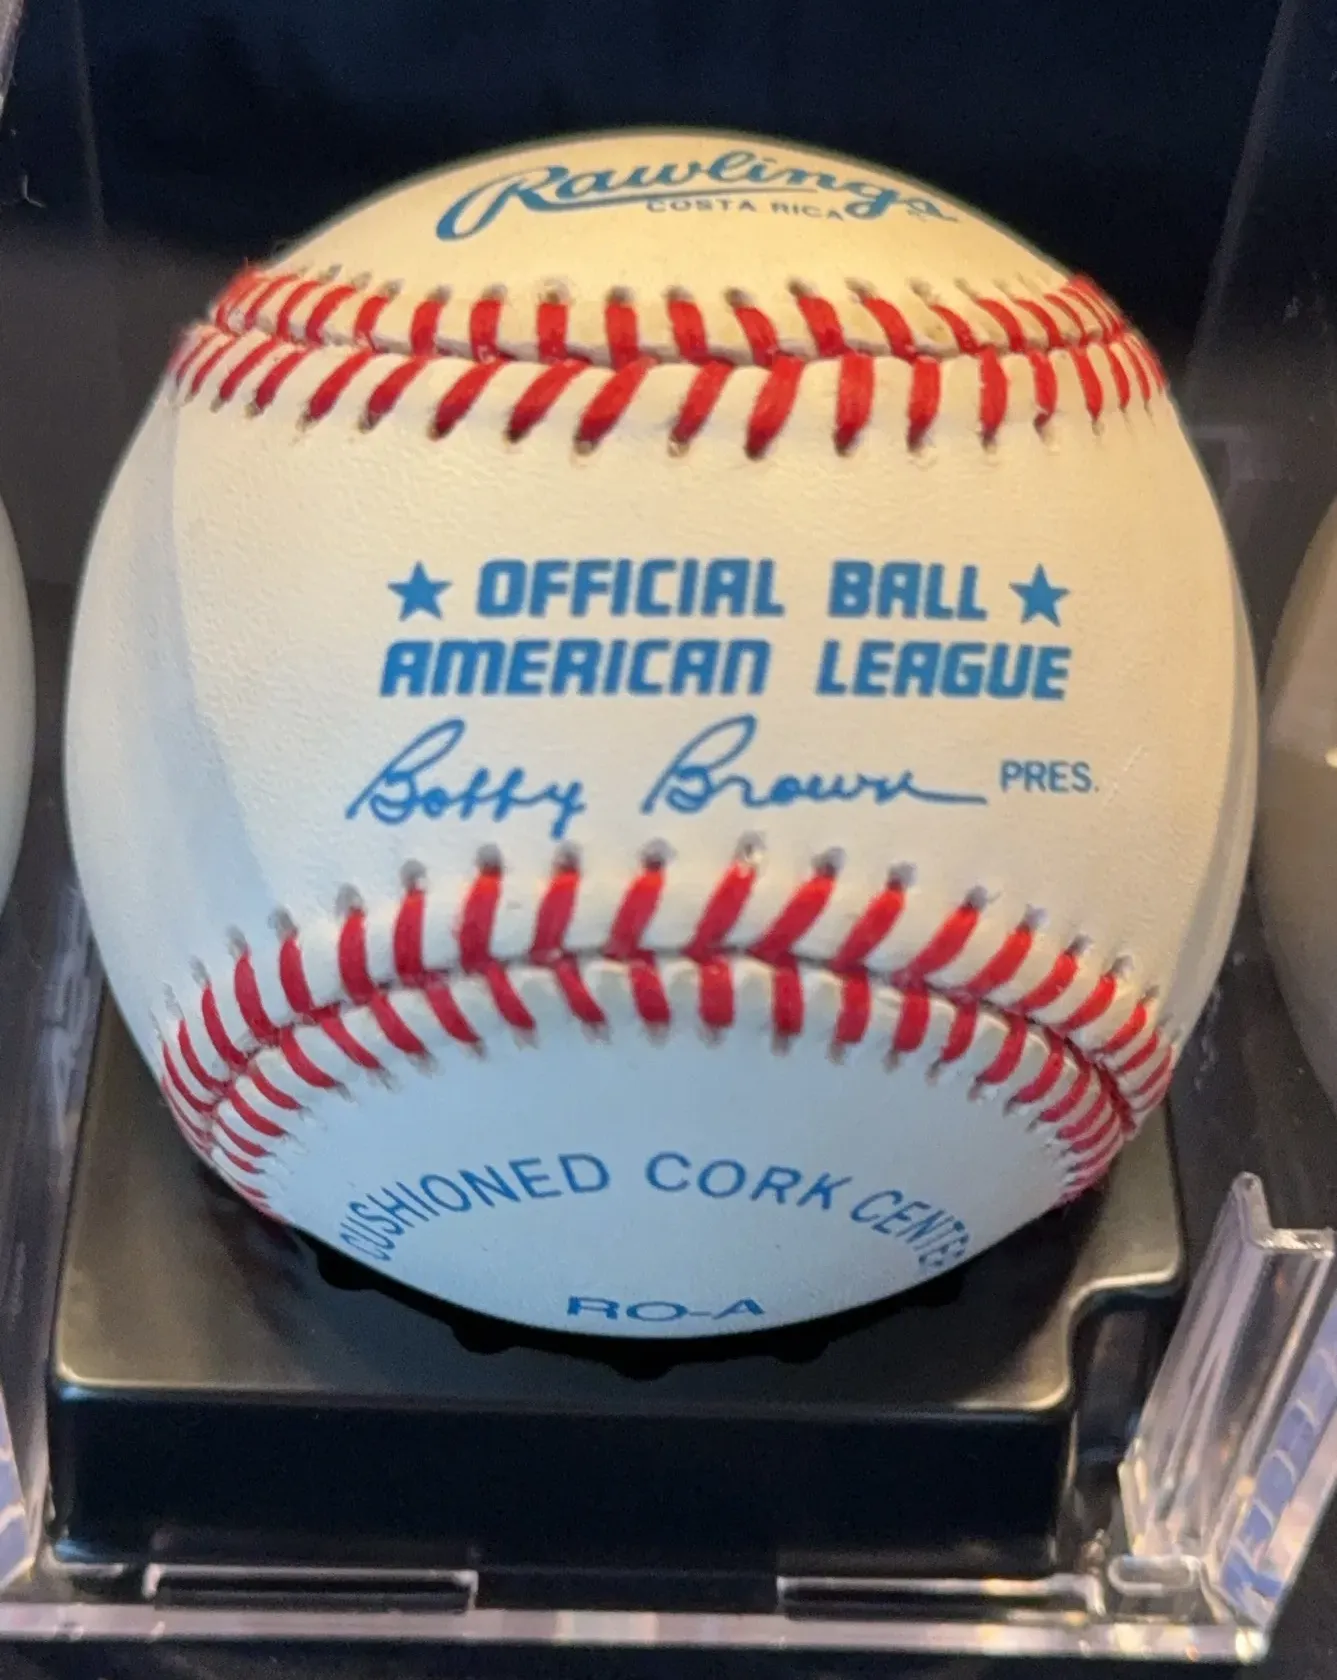 Rawlings
COSTA RICA
★ OFFICIAL BALL ★
AMERICAN LEAGUE
Bobby Brown PRES.
CUSHIONED CORK CENTER
RO-A